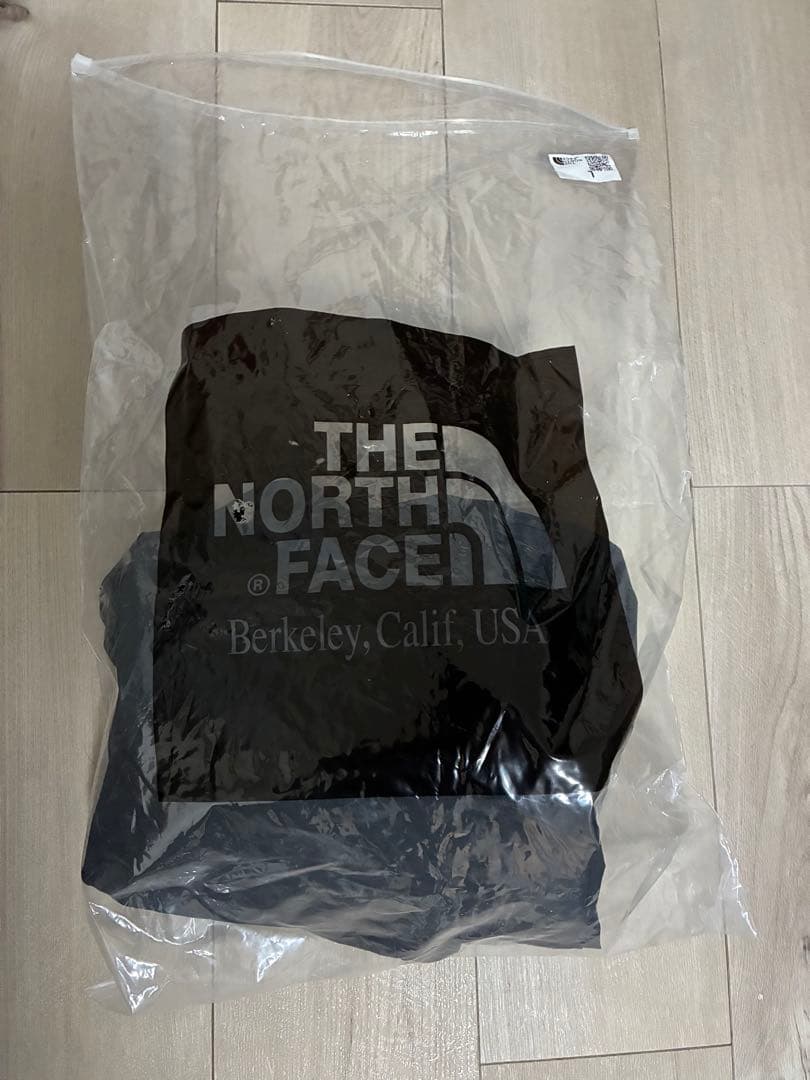 L
THE
NORTH
® FACE
Berkeley, Calif, USA